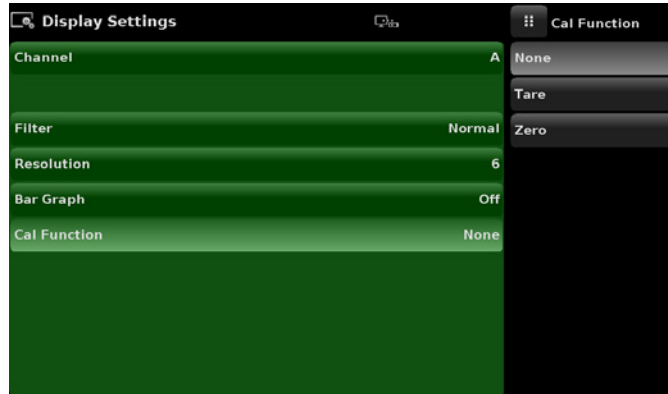 Display Settings
Cal Function
Channel A
None
Tare
Filter Normal
Zero
Resolution 6
Bar Graph Off
Cal Function None